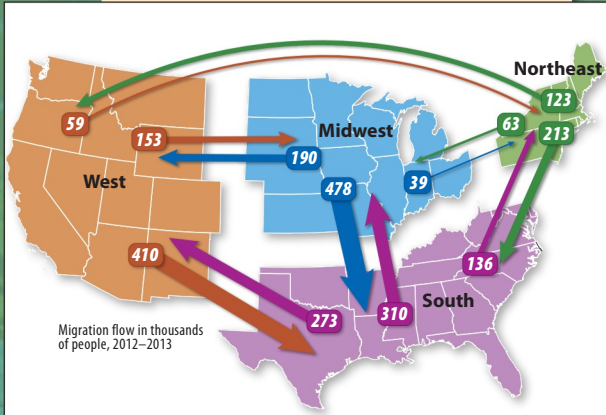 Northeast
123
59
63
213
153
Midwest
190
39
West
478
410
136
South
310
273
Migration flow in thousands
of people, 2012–2013